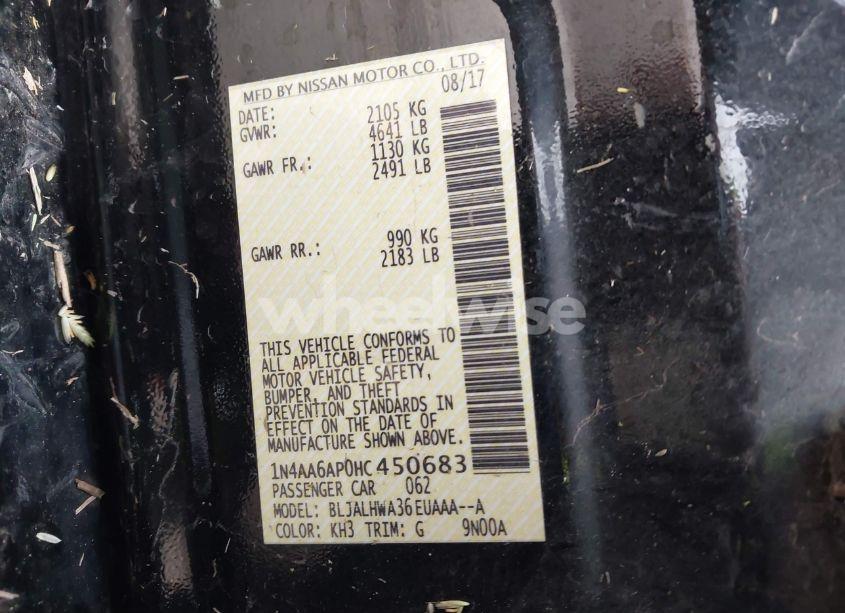 MFD BY NISSAN MOTOR CO., LTD.
DATE: 08/17
GVWR: 2105 KG
4641 LB
GAWR FR.: 1130 KG
2491 LB
GAWR RR.: 990 KG
2183 LB
wheelwise
THIS VEHICLE CONFORMS TO
ALL APPLICABLE FEDERAL
MOTOR VEHICLE SAFETY,
BUMPER, AND THEFT
PREVENTION STANDARDS IN
EFFECT ON THE DATE OF
MANUFACTURE SHOWN ABOVE.
1N4AA6AP0HC450683
PASSENGER CAR 062
MODEL: BLJALHWA36EUAAA--A
COLOR: KH3 TRIM: G 9N00A